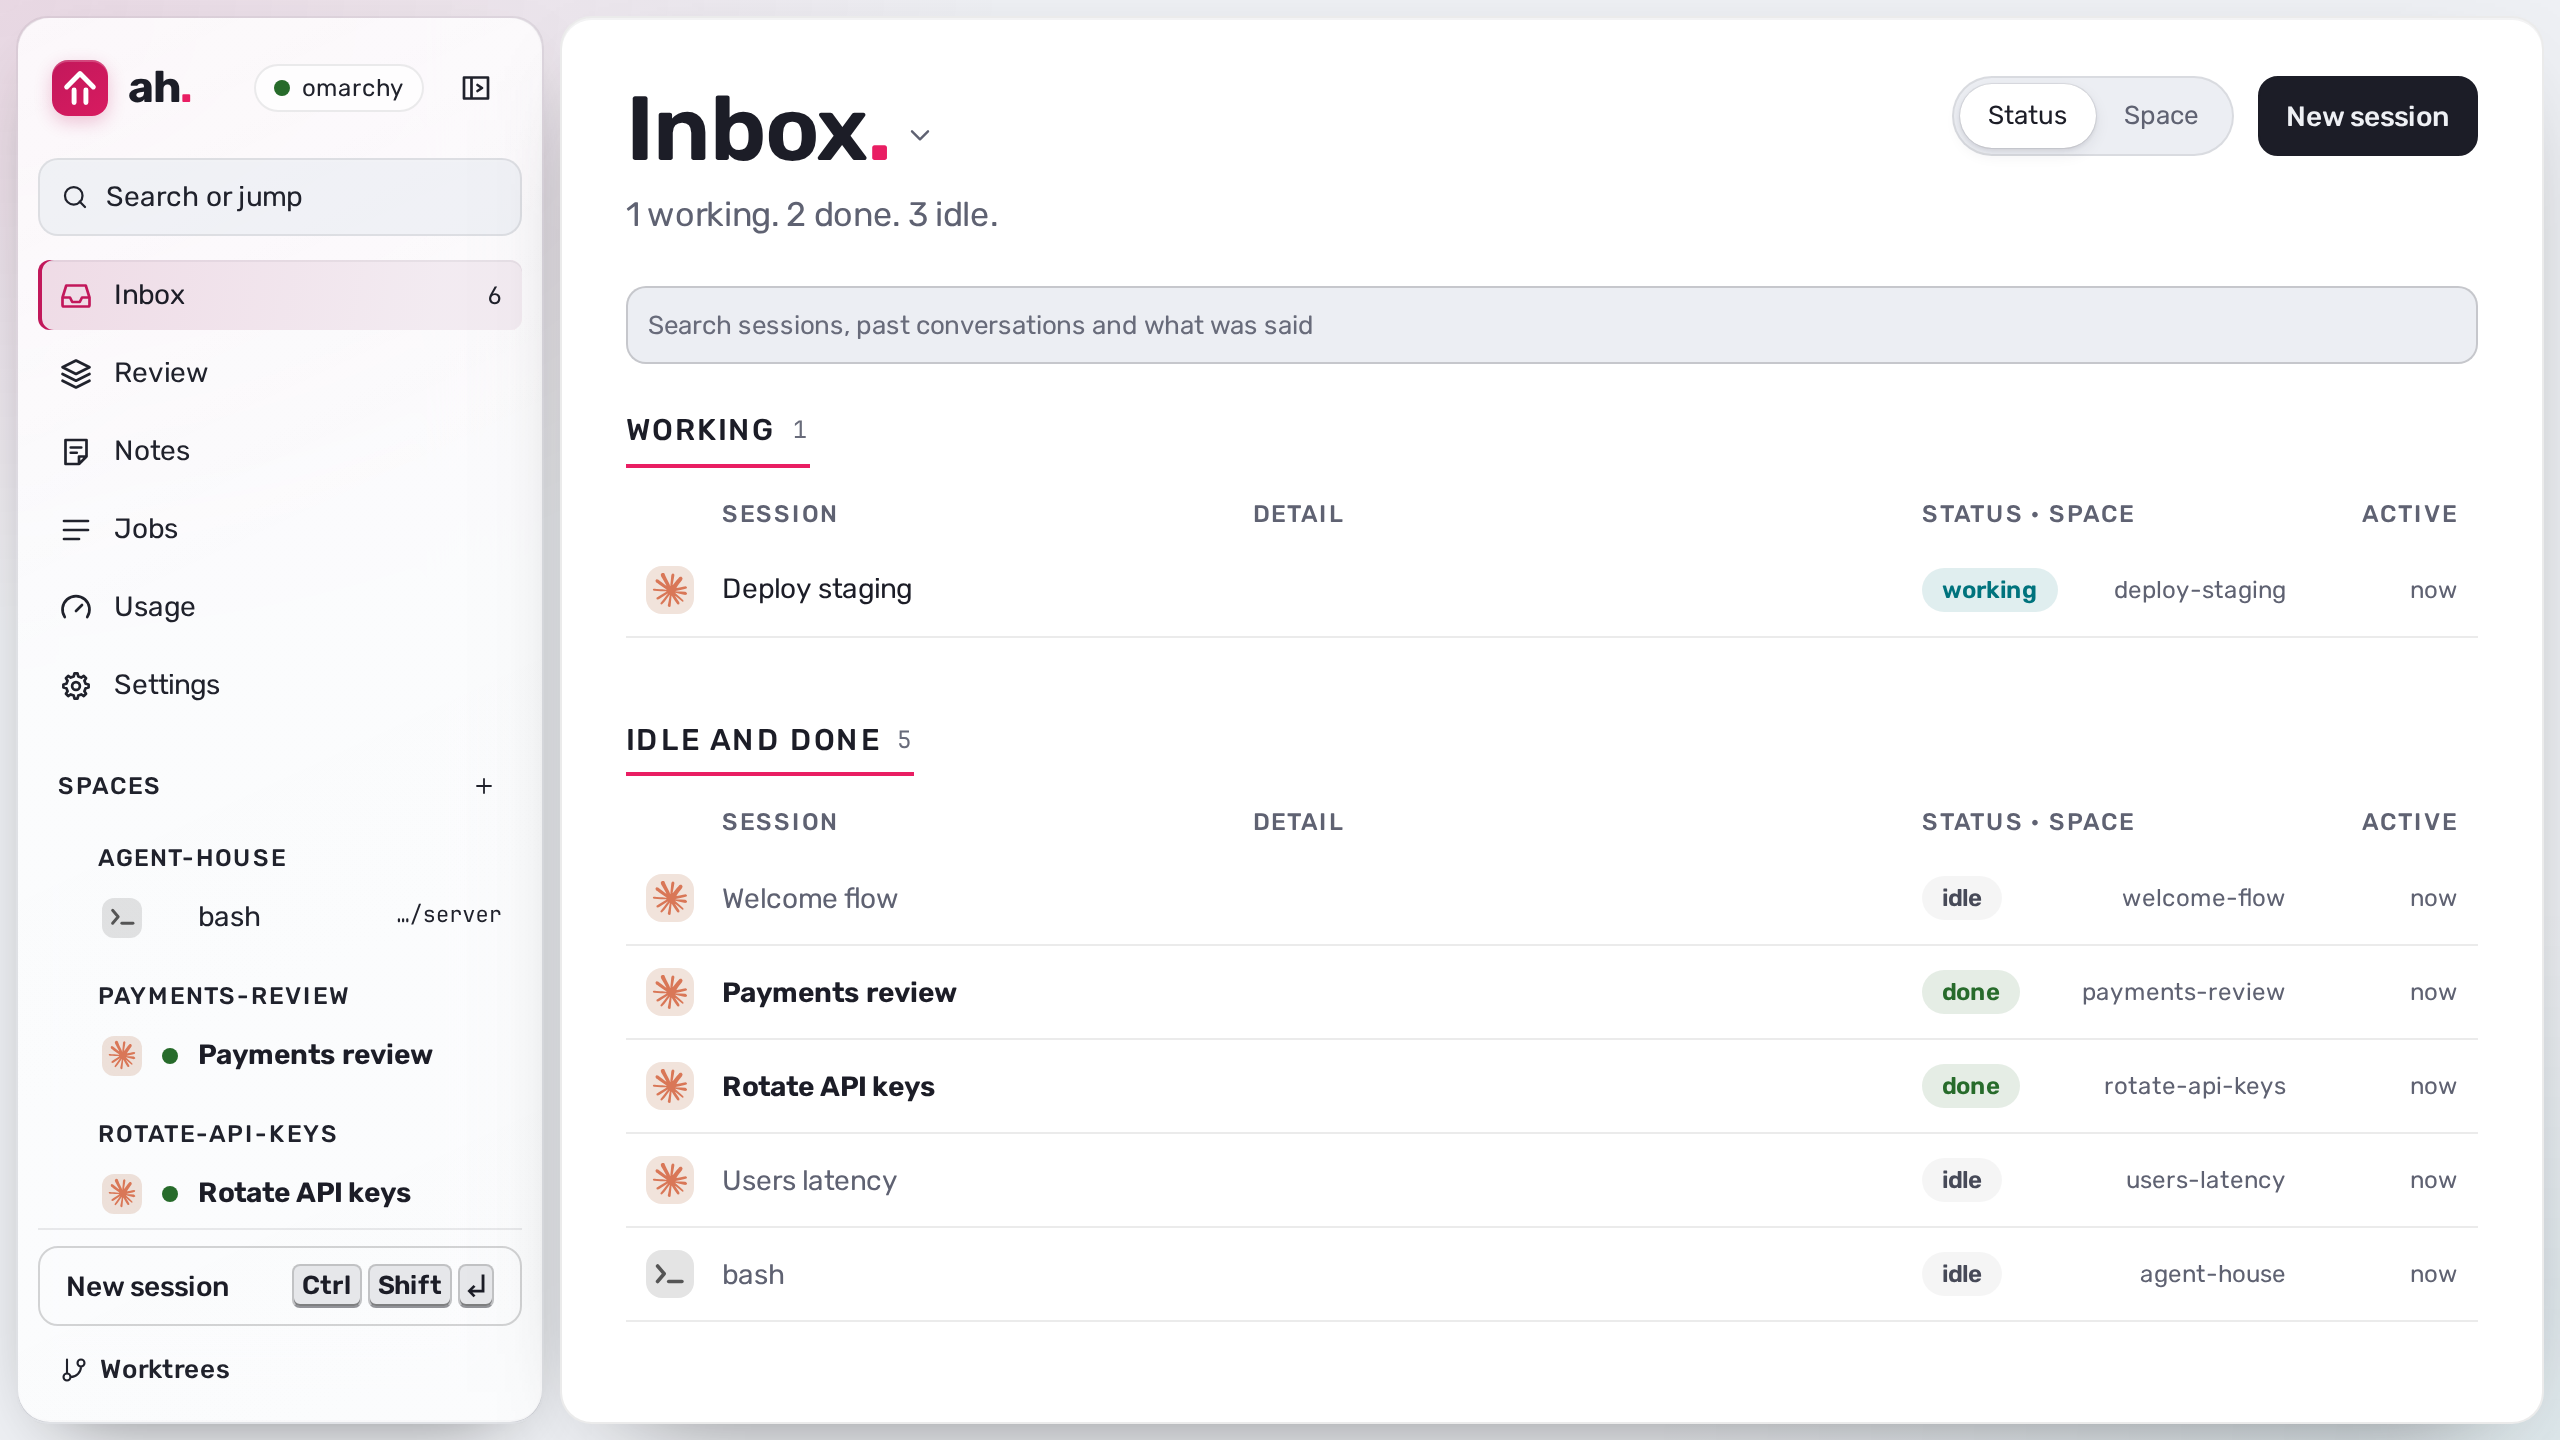 ah.
omarchy
Search or jump
Inbox 6
Review
Notes
Jobs
Usage
Settings
SPACES +
AGENT-HOUSE
bash …/server
PAYMENTS-REVIEW
Payments review
ROTATE-API-KEYS
Rotate API keys
New session Ctrl Shift ↵
Worktrees
Inbox.
Status Space New session
1 working. 2 done. 3 idle.
Search sessions, past conversations and what was said
WORKING 1
SESSION DETAIL STATUS • SPACE ACTIVE
Deploy staging working deploy-staging now
IDLE AND DONE 5
SESSION DETAIL STATUS • SPACE ACTIVE
Welcome flow idle welcome-flow now
Payments review done payments-review now
Rotate API keys done rotate-api-keys now
Users latency idle users-latency now
bash idle agent-house now